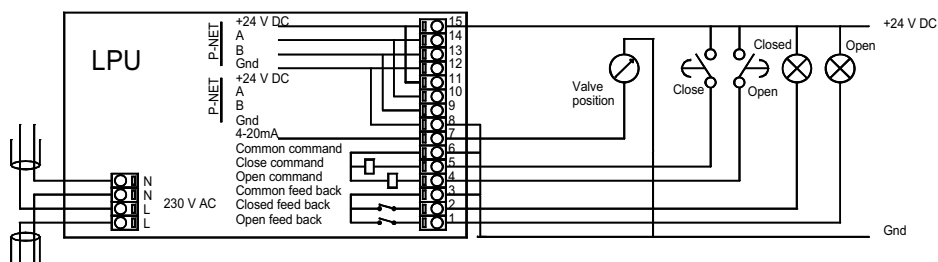 +24 V DC
A
B
Gnd
P-NET
+24 V DC
A
B
Gnd
P-NET
4-20mA
Common command
Close command
Open command
Common feed back
Closed feed back
Open feed back
LPU
N
N
L
L
230 V AC
15
14
13
12
11
10
9
8
7
6
5
4
3
2
1
Valve
position
Close
Open
Closed
Open
+24 V DC
Gnd